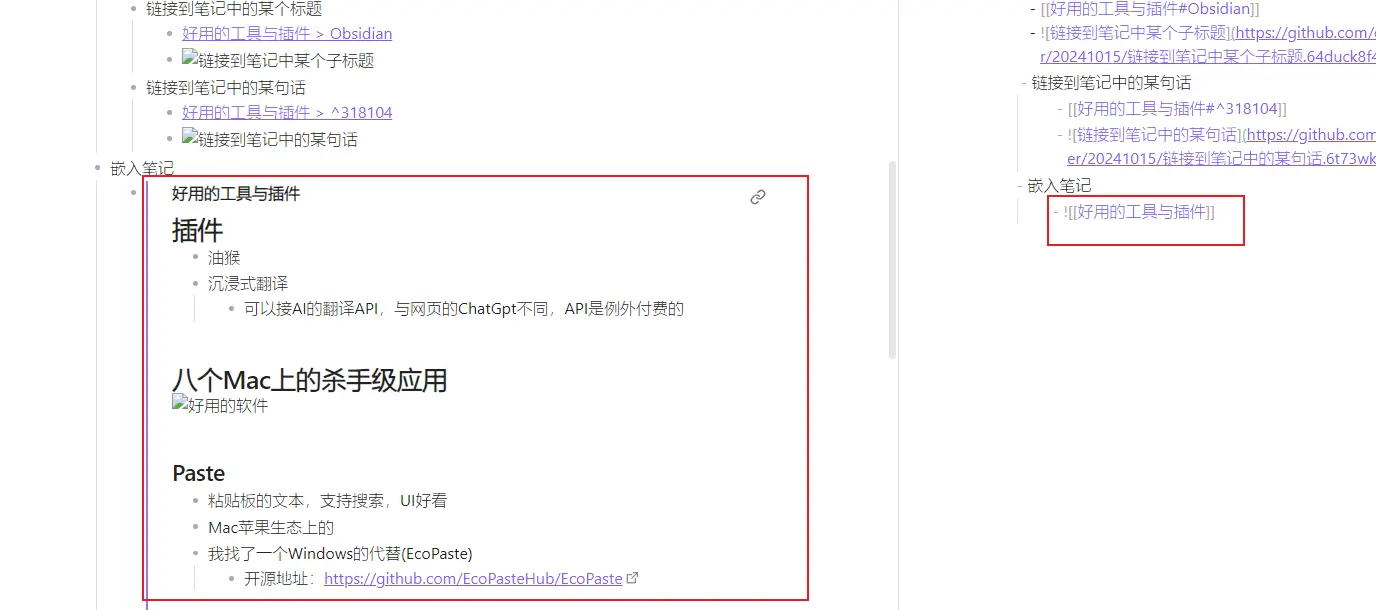 链接到笔记中的某个标题
好用的工具与插件 > Obsidian
链接到笔记中某个子标题
链接到笔记中的某句话
好用的工具与插件 > ^318104
链接到笔记中的某句话
嵌入笔记
好用的工具与插件
插件
油猴
沉浸式翻译
可以接AI的翻译API，与网页的ChatGpt不同，API是例外付费的
八个Mac上的杀手级应用
好用的软件
Paste
粘贴板的文本，支持搜索，UI好看
Mac苹果生态上的
我找了一个Windows的代替(EcoPaste)
开源地址：https://github.com/EcoPasteHub/EcoPaste
- [[好用的工具与插件#Obsidian]]
- ![链接到笔记中某个子标题](https://github.com/
r/20241015/链接到笔记中某个子标题.64duck8f4
- 链接到笔记中的某句话
- [[好用的工具与插件#^318104]]
- ![链接到笔记中的某句话](https://github.com
er/20241015/链接到笔记中的某句话.6t73wk
- 嵌入笔记
- ![[好用的工具与插件]]